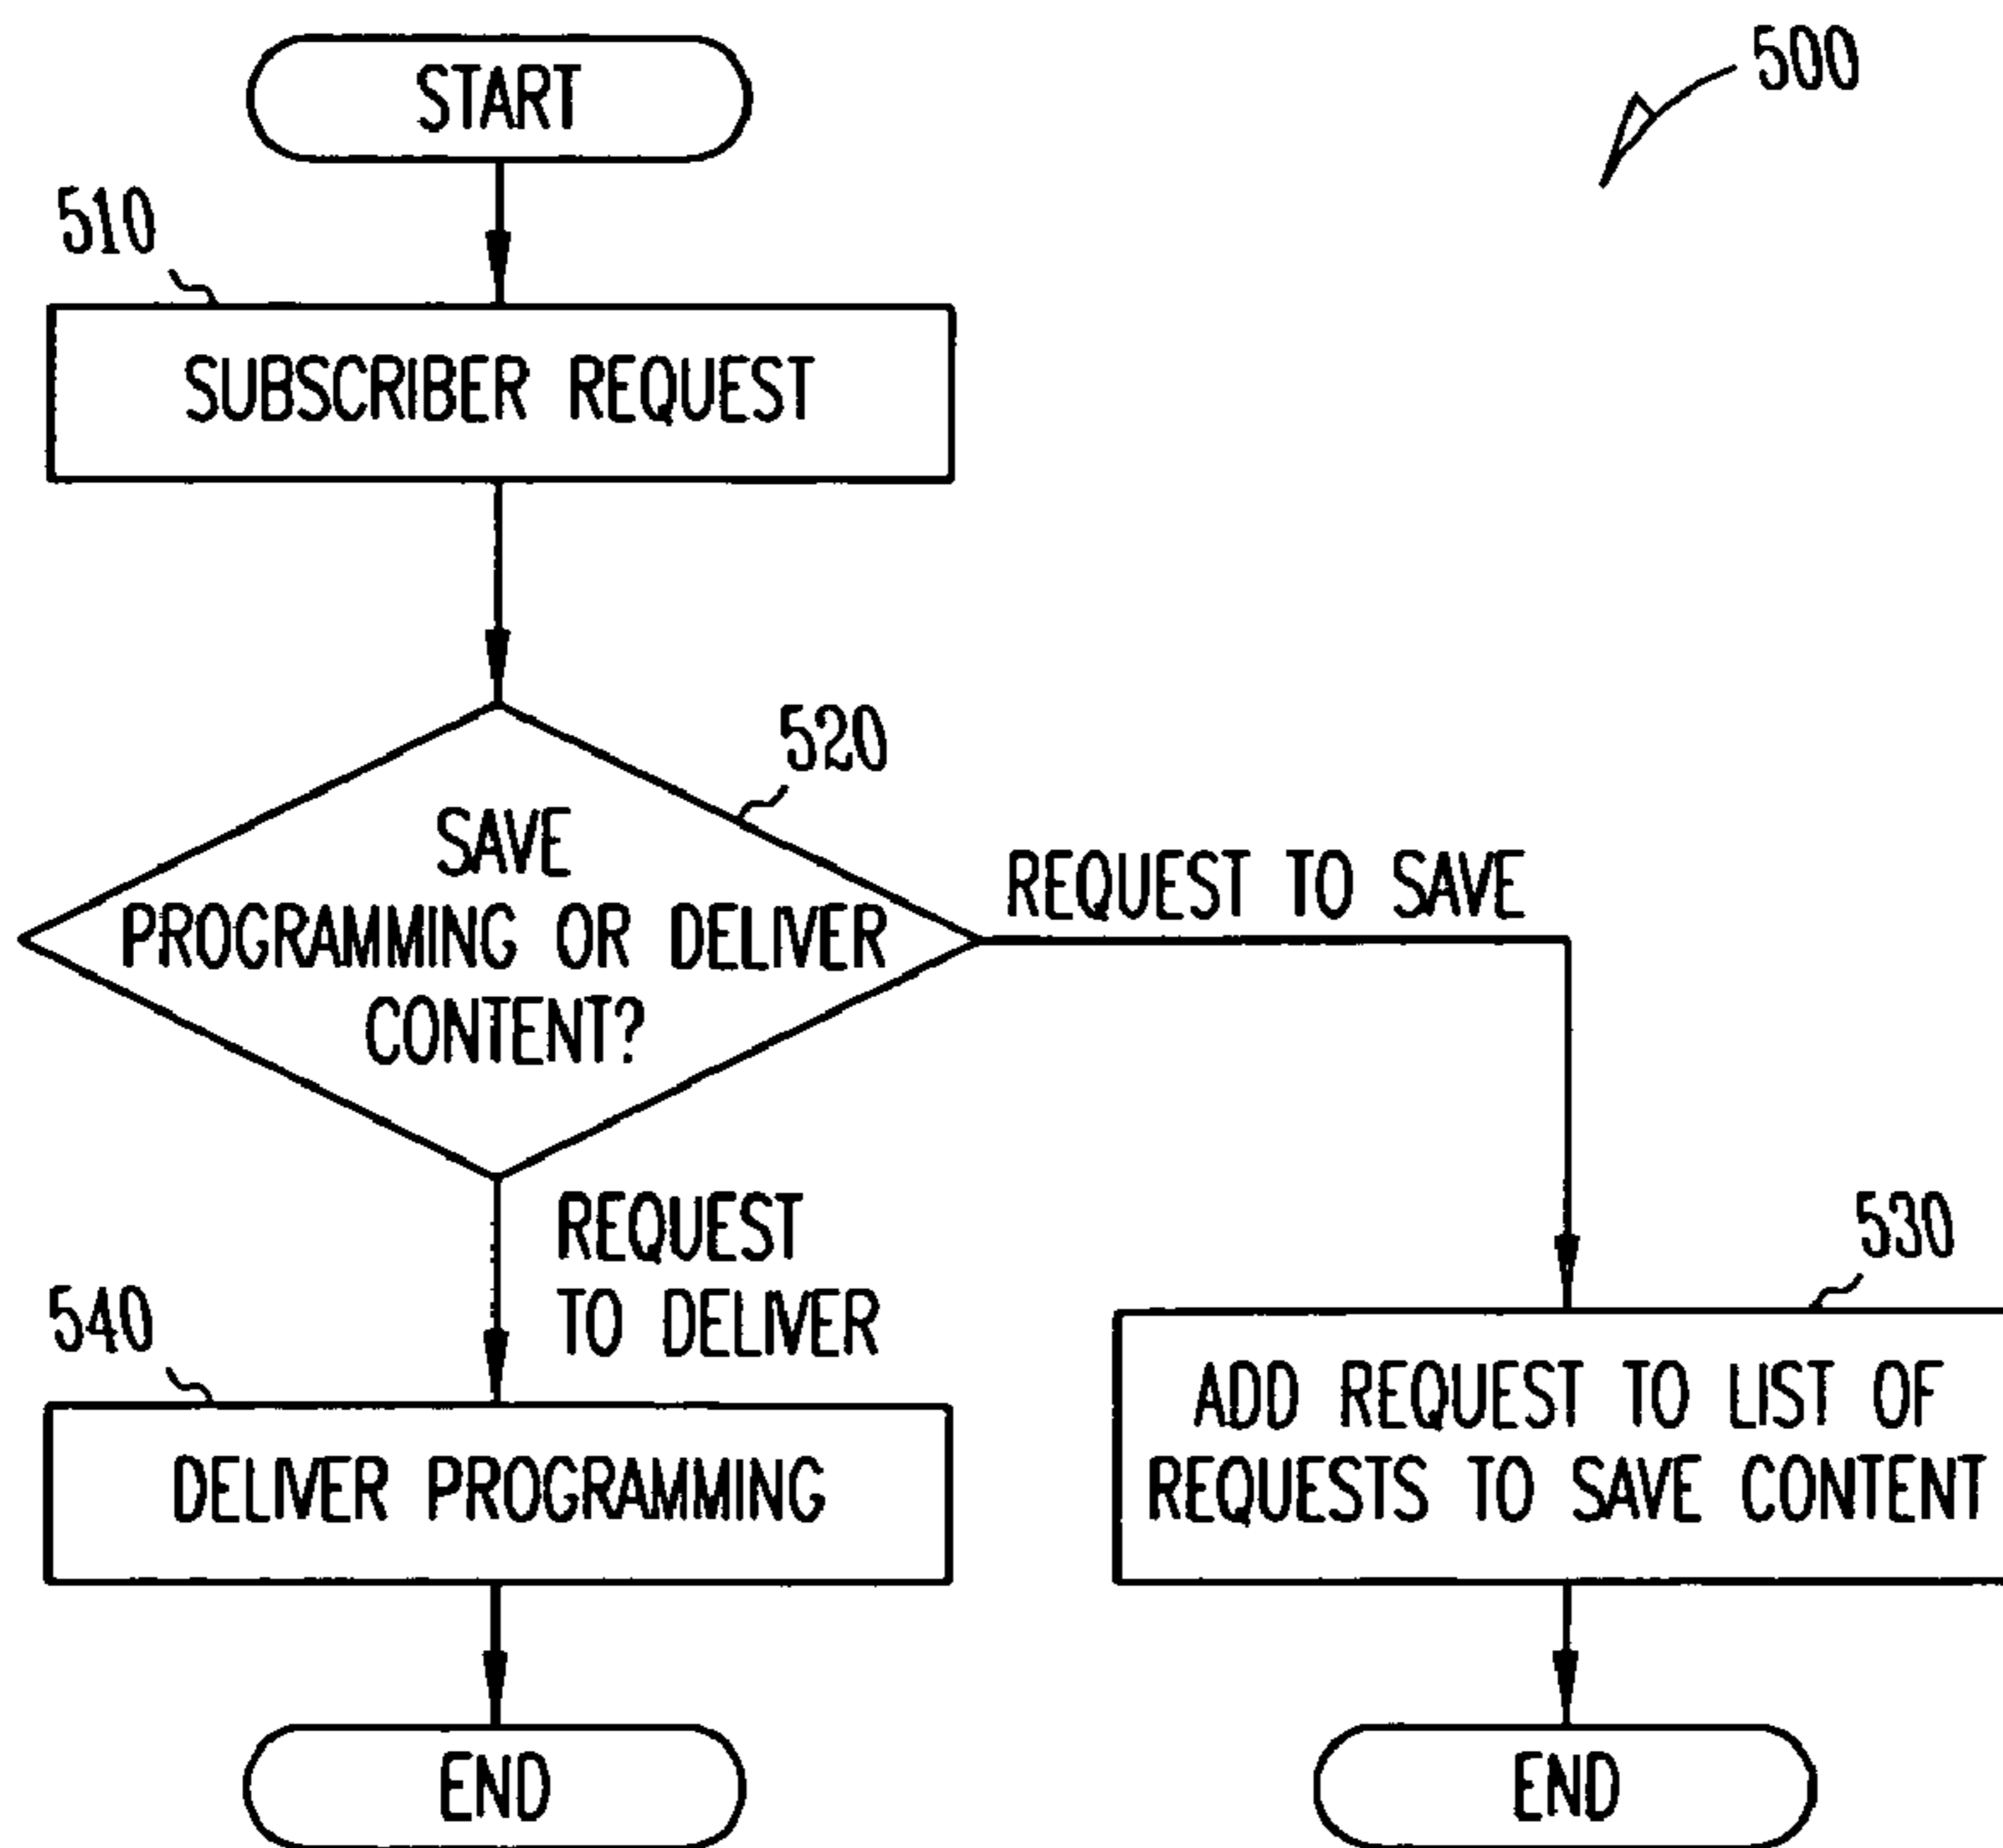 START
500
510
SUBSCRIBER REQUEST
520
SAVE
PROGRAMMING OR DELIVER
CONTENT?
REQUEST TO SAVE
REQUEST
TO DELIVER
530
540
ADD REQUEST TO LIST OF
REQUESTS TO SAVE CONTENT
DELIVER PROGRAMMING
END
END